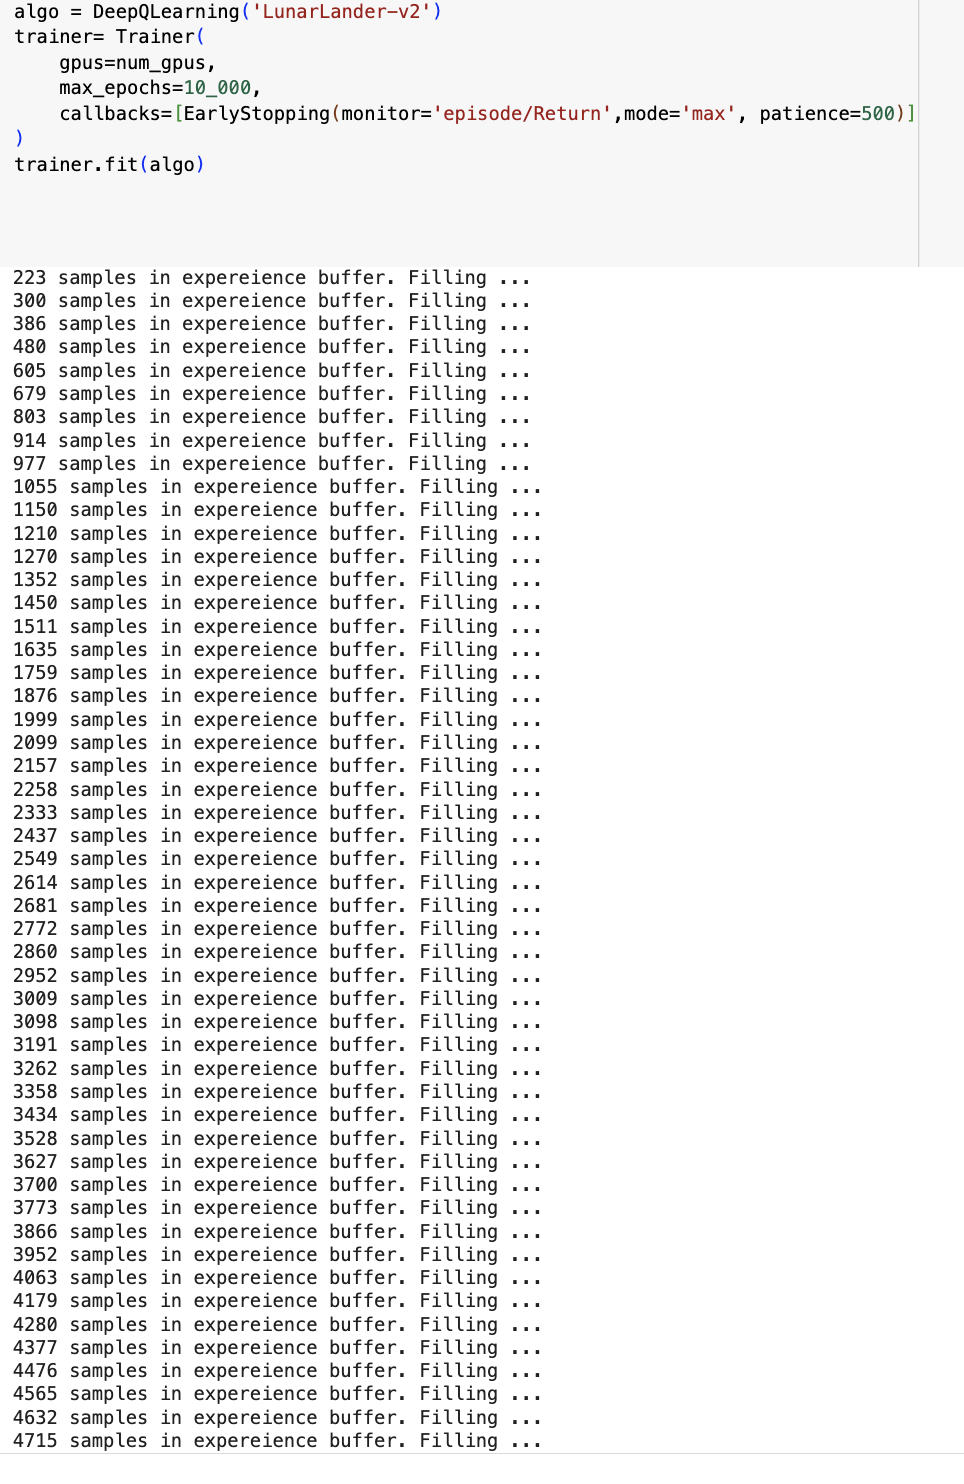 algo = DeepQLearning('LunarLander-v2')
trainer= Trainer(
    gpus=num_gpus,
    max_epochs=10_000,
    callbacks=[EarlyStopping(monitor='episode/Return',mode='max', patience=500)]
)
trainer.fit(algo)
223 samples in expereience buffer. Filling ...
300 samples in expereience buffer. Filling ...
386 samples in expereience buffer. Filling ...
480 samples in expereience buffer. Filling ...
605 samples in expereience buffer. Filling ...
679 samples in expereience buffer. Filling ...
803 samples in expereience buffer. Filling ...
914 samples in expereience buffer. Filling ...
977 samples in expereience buffer. Filling ...
1055 samples in expereience buffer. Filling ...
1150 samples in expereience buffer. Filling ...
1210 samples in expereience buffer. Filling ...
1270 samples in expereience buffer. Filling ...
1352 samples in expereience buffer. Filling ...
1450 samples in expereience buffer. Filling ...
1511 samples in expereience buffer. Filling ...
1635 samples in expereience buffer. Filling ...
1759 samples in expereience buffer. Filling ...
1876 samples in expereience buffer. Filling ...
1999 samples in expereience buffer. Filling ...
2099 samples in expereience buffer. Filling ...
2157 samples in expereience buffer. Filling ...
2258 samples in expereience buffer. Filling ...
2333 samples in expereience buffer. Filling ...
2437 samples in expereience buffer. Filling ...
2549 samples in expereience buffer. Filling ...
2614 samples in expereience buffer. Filling ...
2681 samples in expereience buffer. Filling ...
2772 samples in expereience buffer. Filling ...
2860 samples in expereience buffer. Filling ...
2952 samples in expereience buffer. Filling ...
3009 samples in expereience buffer. Filling ...
3098 samples in expereience buffer. Filling ...
3191 samples in expereience buffer. Filling ...
3262 samples in expereience buffer. Filling ...
3358 samples in expereience buffer. Filling ...
3434 samples in expereience buffer. Filling ...
3528 samples in expereience buffer. Filling ...
3627 samples in expereience buffer. Filling ...
3700 samples in expereience buffer. Filling ...
3773 samples in expereience buffer. Filling ...
3866 samples in expereience buffer. Filling ...
3952 samples in expereience buffer. Filling ...
4063 samples in expereience buffer. Filling ...
4179 samples in expereience buffer. Filling ...
4280 samples in expereience buffer. Filling ...
4377 samples in expereience buffer. Filling ...
4476 samples in expereience buffer. Filling ...
4565 samples in expereience buffer. Filling ...
4632 samples in expereience buffer. Filling ...
4715 samples in expereience buffer. Filling ...